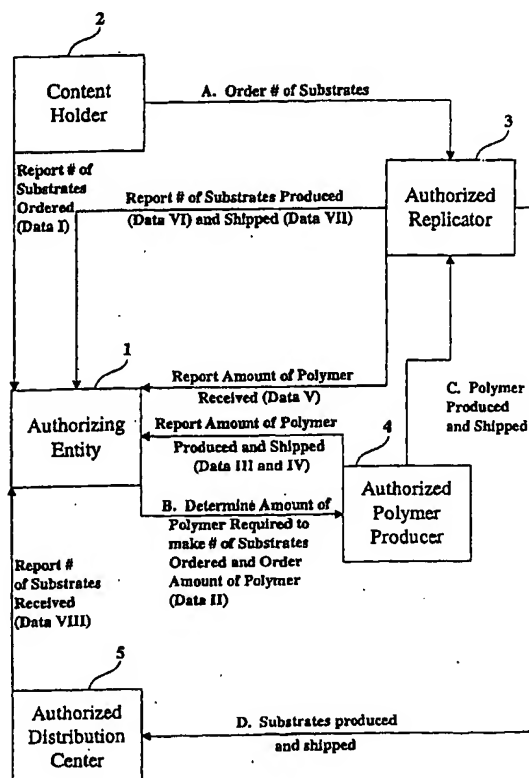 2
Content
Holder
A. Order # of Substrates
3
Authorized
Replicator
Report # of
Substrates
Ordered
(Data I)
Report # of Substrates Produced
(Data VI) and Shipped (Data VII)
1
Authorizing
Entity
Report Amount of Polymer
Received (Data V)
Report Amount of Polymer
Produced and Shipped
(Data III and IV)
4
Authorized
Polymer
Producer
C. Polymer
Produced
and Shipped
B. Determine Amount of
Polymer Required to
make # of Substrates
Ordered and Order
Amount of Polymer
(Data II)
Report #
of Substrates
Received
(Data VIII)
5
Authorized
Distribution
Center
D. Substrates produced
and shipped